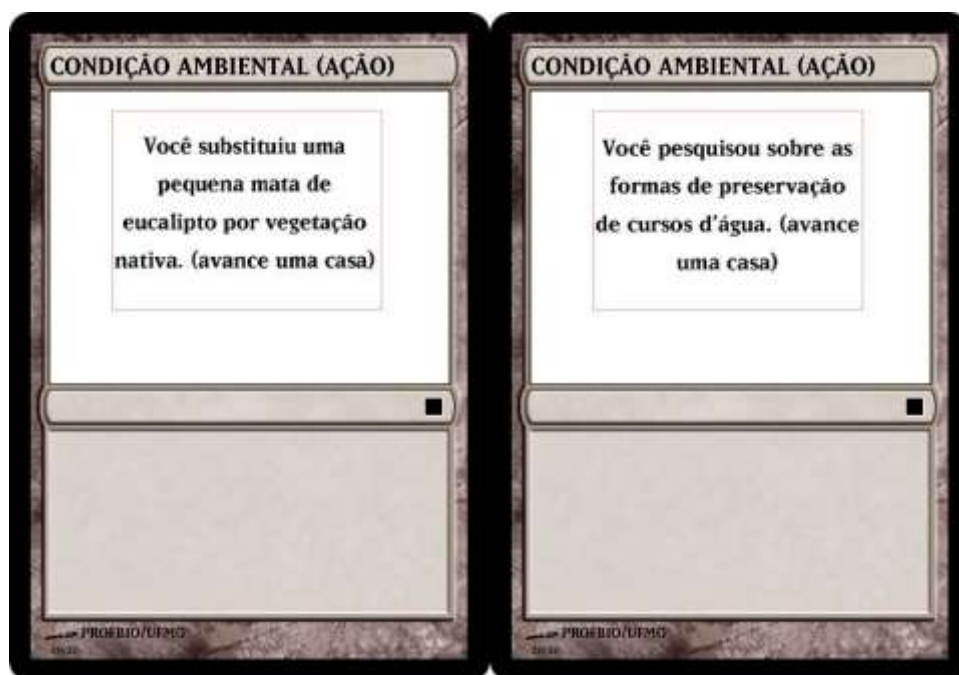 CONDIÇÃO AMBIENTAL (AÇÃO)
Você substituiu uma
pequena mata de
eucalipto por vegetação
nativa. (avance uma casa)
PROFBIO/UFMG
CONDIÇÃO AMBIENTAL (AÇÃO)
Você pesquisou sobre as
formas de preservação
de cursos d'água. (avance
uma casa)
PROFBIO/UFMG